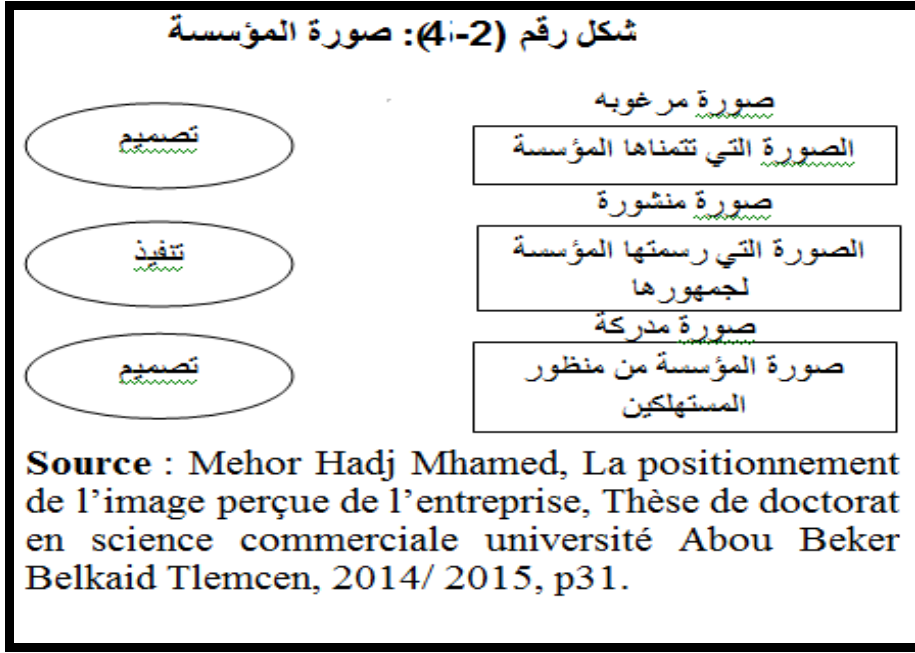 شكل رقم (2-4): صورة المؤسسة
صورة مرغوبه
الصورة التي تتمناها المؤسسة
تصميم
صورة منشورة
الصورة التي رسمتها المؤسسة
لجمهورها
تنفيذ
صورة مدركة
صورة المؤسسة من منظور
المستهلكين
تصميم
Source : Mehor Hadj Mhamed, La positionnement
de l’image perçue de l’entreprise, Thèse de doctorat
en science commerciale université Abou Beker
Belkaid Tlemcen, 2014/ 2015, p31.